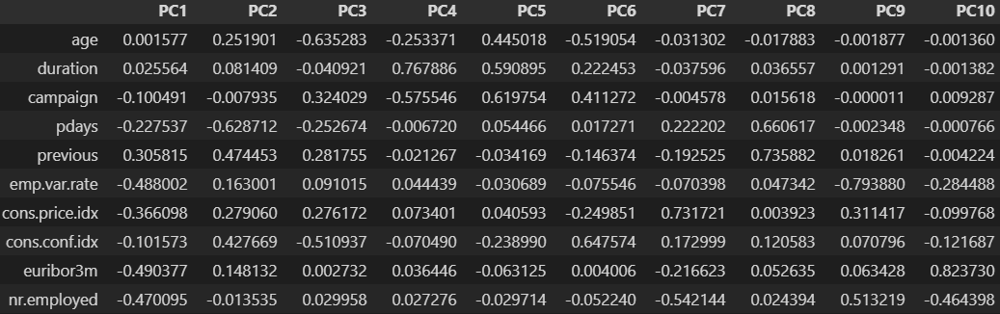 PC1 PC2 PC3 PC4 PC5 PC6 PC7 PC8 PC9 PC10
age 0.001577 0.251901 -0.635283 -0.253371 0.445018 -0.519054 -0.031302 -0.017883 -0.001877 -0.001360
duration 0.025564 0.081409 -0.040921 0.767886 0.590895 0.222453 -0.037596 0.036557 0.001291 -0.001382
campaign -0.100491 -0.007935 0.324029 -0.575546 0.619754 0.411272 -0.004578 0.015618 -0.000011 0.009287
pdays -0.227537 -0.628712 -0.252674 -0.006720 0.054466 0.017271 0.222202 0.660617 -0.002348 -0.000766
previous 0.305815 0.474453 0.281755 -0.021267 -0.034169 -0.146374 -0.192525 0.735882 0.018261 -0.004224
emp.var.rate -0.488002 0.163001 0.091015 0.044439 -0.030689 -0.075546 -0.070398 0.047342 -0.793880 -0.284488
cons.price.idx -0.366098 0.279060 0.276172 0.073401 0.040593 -0.249851 0.731721 0.003923 0.311417 -0.099768
cons.conf.idx -0.101573 0.427669 -0.510937 -0.070490 -0.238990 0.647574 0.172999 0.120583 0.070796 -0.121687
euribor3m -0.490377 0.148132 0.002732 0.036446 -0.063125 0.004006 -0.216623 0.052635 0.063428 0.823730
nr.employed -0.470095 -0.013535 0.029958 0.027276 -0.029714 -0.052240 -0.542144 0.024394 0.513219 -0.464398